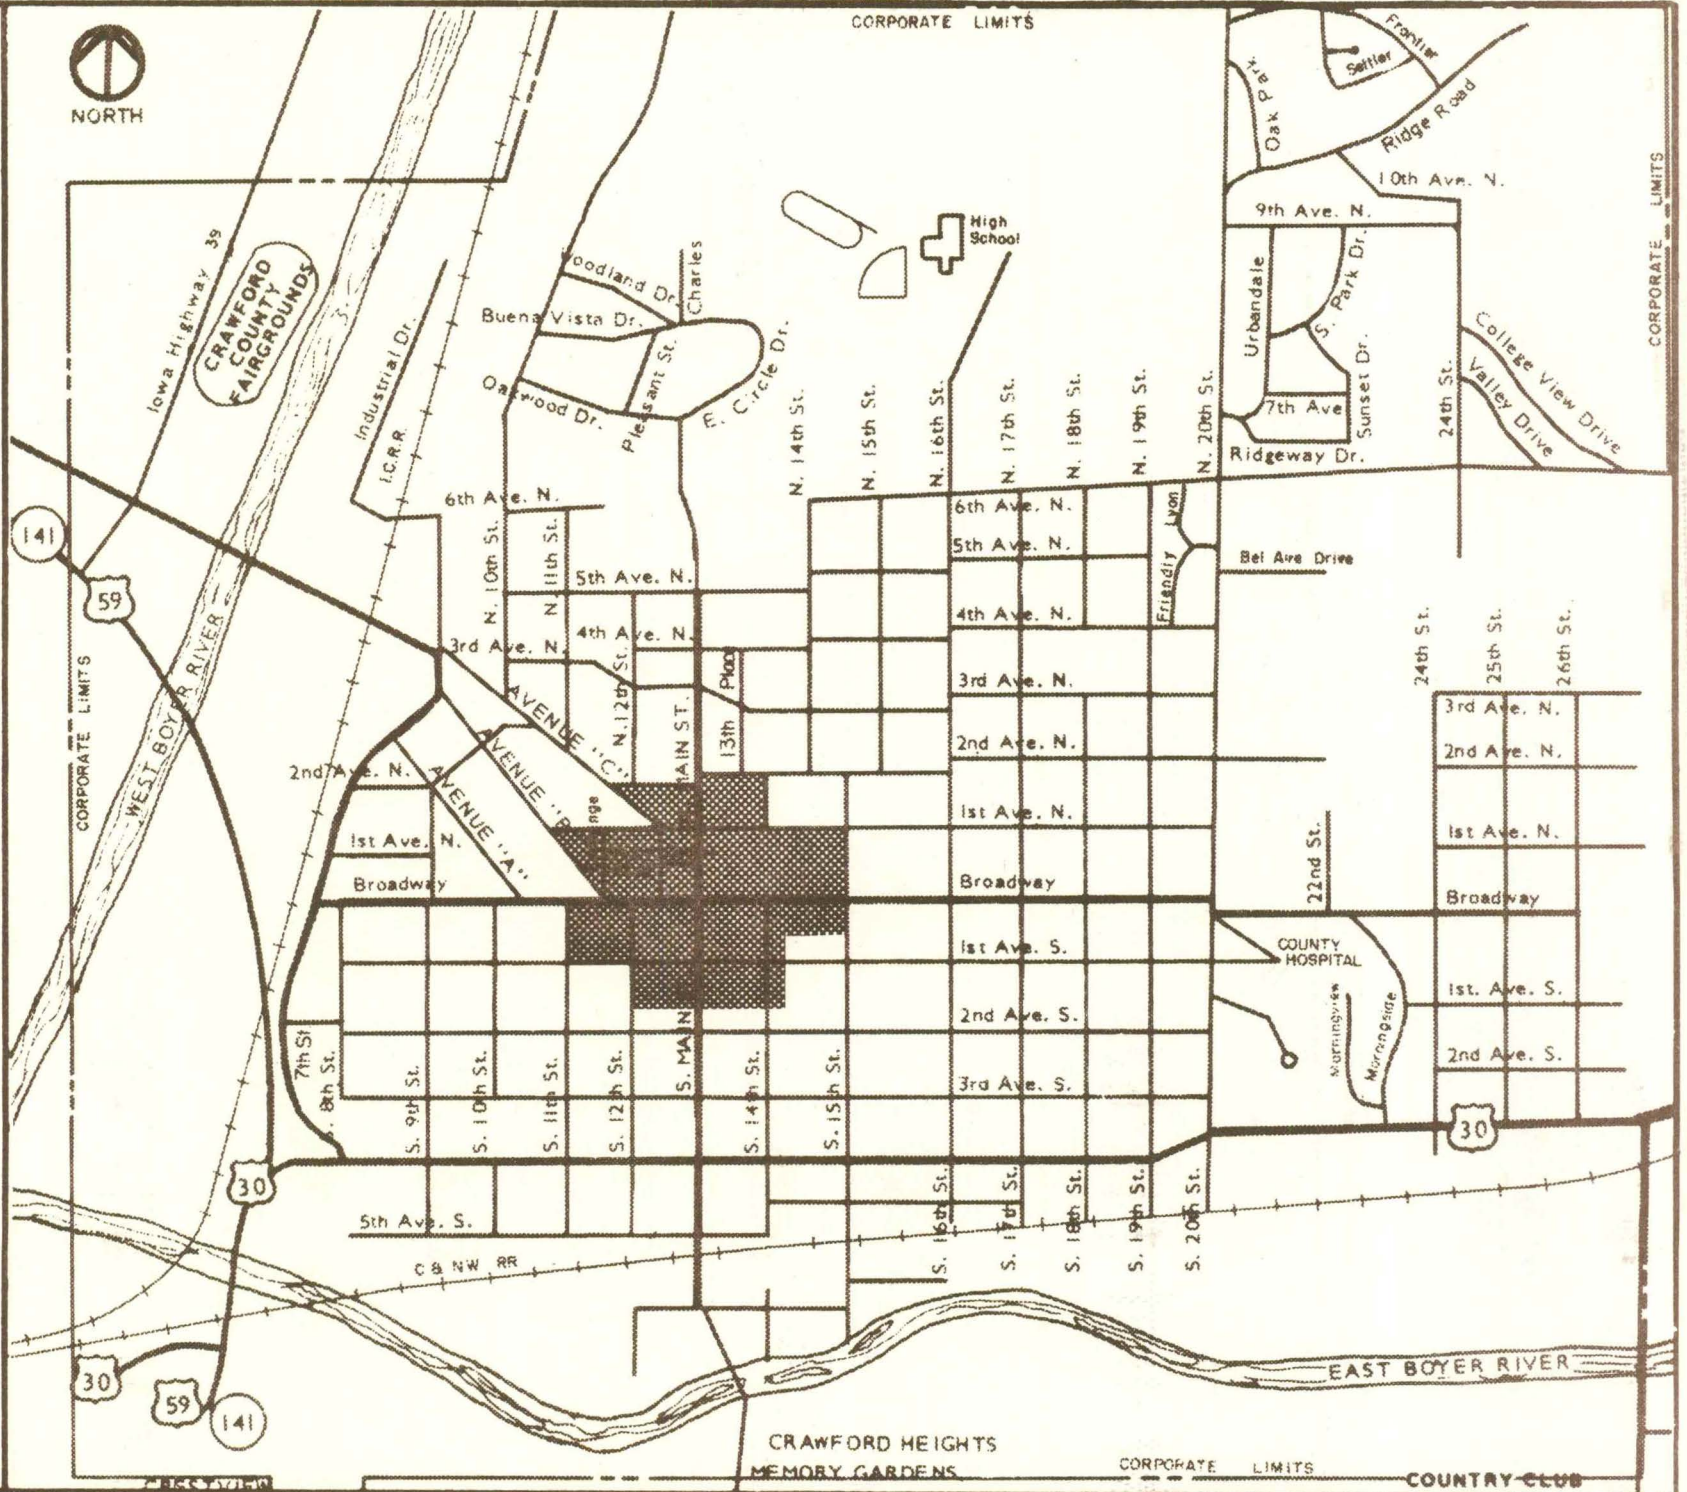 CORPORATE LIMITS
NORTH
Frontier
Settler
Oak Park
Ridge Road
10th Ave. N.
9th Ave. N.
CORPORATE LIMITS
High
School
Iowa Highway 39
CRAWFORD
COUNTY
FAIRGROUNDS
Woodland Dr.
Charles
Buena Vista Dr.
Pleasant St.
E. Circle Dr.
Oakwood Dr.
Industrial Dr.
I.C.R.R.
Urbandale
S. Park Dr.
Sunset Dr.
7th Ave
Ridgeway Dr.
24th St.
College View Drive
Valley Drive
N. 14th St.
N. 15th St.
N. 16th St.
N. 17th St.
N. 18th St.
N. 19th St.
N. 20th St.
6th Ave. N.
6th Ave. N.
5th Ave. N.
Lyon
Friendly
Bel Aire Drive
141
59
N. 10th St.
N. 11th St.
5th Ave. N.
4th Ave. N.
3rd Ave. N.
N. 12th St.
MAIN ST.
13th Place
4th Ave. N.
3rd Ave. N.
2nd Ave. N.
1st Ave. N.
Broadway
24th St.
25th St.
26th St.
3rd Ave. N.
2nd Ave. N.
1st Ave. N.
Broadway
22nd St.
CORPORATE LIMITS
WEST BOYER RIVER
AVENUE "C"
AVENUE "B"
AVENUE "A"
nge
2nd Ave. N.
1st Ave. N.
Broadway
1st Ave. S.
2nd Ave. S.
3rd Ave. S.
COUNTY
HOSPITAL
Morningview
Morningside
1st. Ave. S.
2nd Ave. S.
30
7th St
8th St.
S. 9th St.
S. 10th St.
S. 11th St.
S. 12th St.
S. MAIN
S. 14th St.
S. 15th St.
30
5th Ave. S.
C & NW RR
S. 16th St.
S. 17th St.
S. 18th St.
S. 19th St.
S. 20th St.
30
59
141
EAST BOYER RIVER
CRAWFORD HEIGHTS
MEMORY GARDENS
CORPORATE LIMITS
COUNTRY CLUB
CRESTVIEW